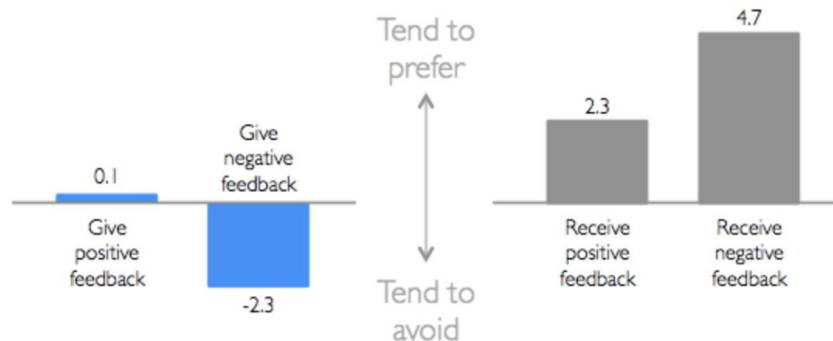 0.1
Give
positive
feedback
Give
negative
feedback
-2.3
Tend to
prefer
Tend to
avoid
2.3
Receive
positive
feedback
4.7
Receive
negative
feedback